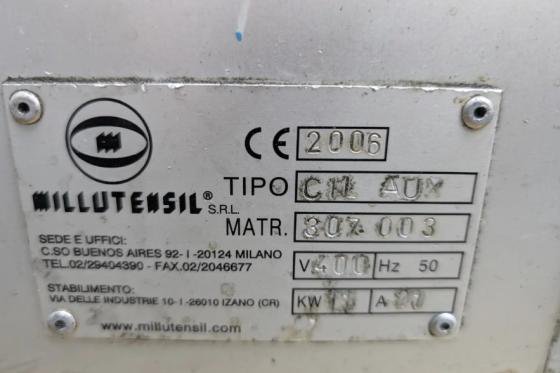 CE 2006
MILLUTENSIL® S.R.L.
TIPO CIL AUX
MATR. 307.003
SEDE E UFFICI:
C.SO BUENOS AIRES 92- I -20124 MILANO
TEL.02/29404390 - FAX.02/2046677
V 400 Hz 50
STABILIMENTO:
VIA DELLE INDUSTRIE 10- I -26010 IZANO (CR)
KW A
www.millutensil.com